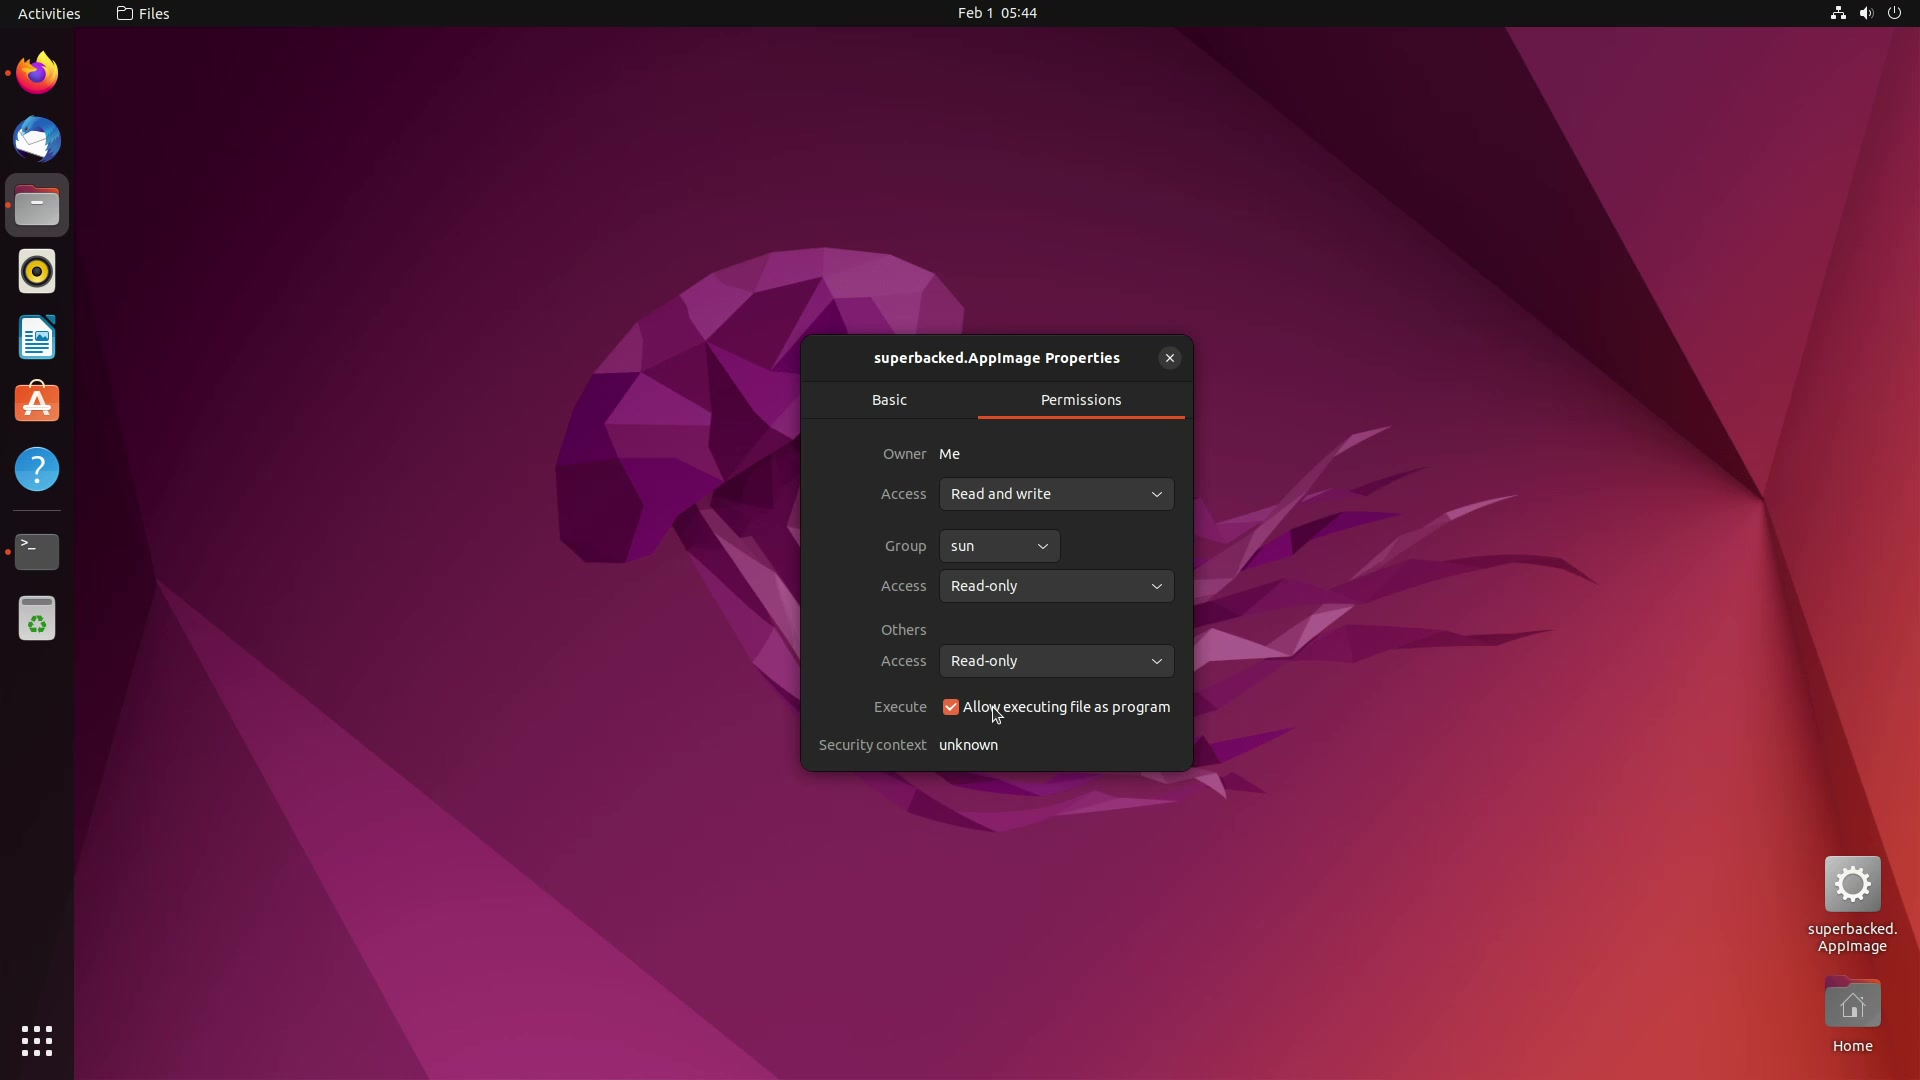 Activities
Files
Feb 1 05:44
superbacked.AppImage Properties
Basic
Permissions
Owner Me
Access Read and write
Group sun
Access Read-only
Others
Access Read-only
Execute Allow executing file as program
Security context unknown
superbacked.
AppImage
Home